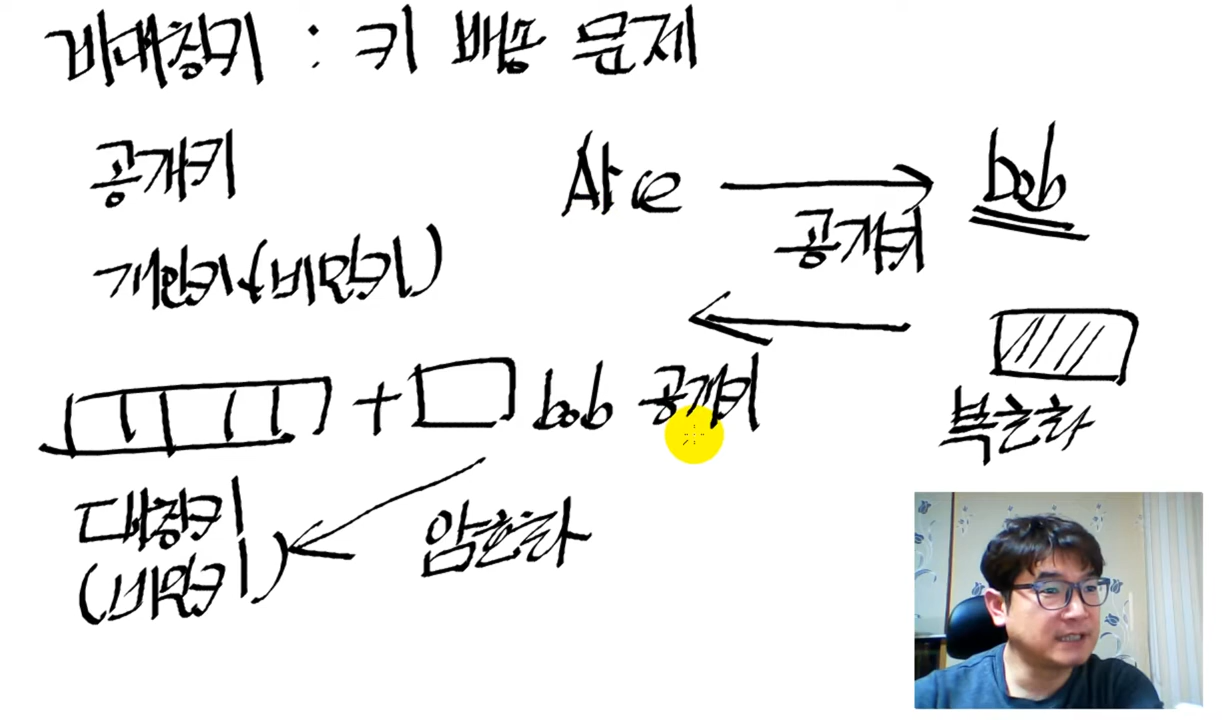 비대칭키 : 키 배송 문제
공개키
개인키(비밀키)
Alice bob
공개키
bob 공개키
복호화
+
대칭키
(비밀키)
암호화